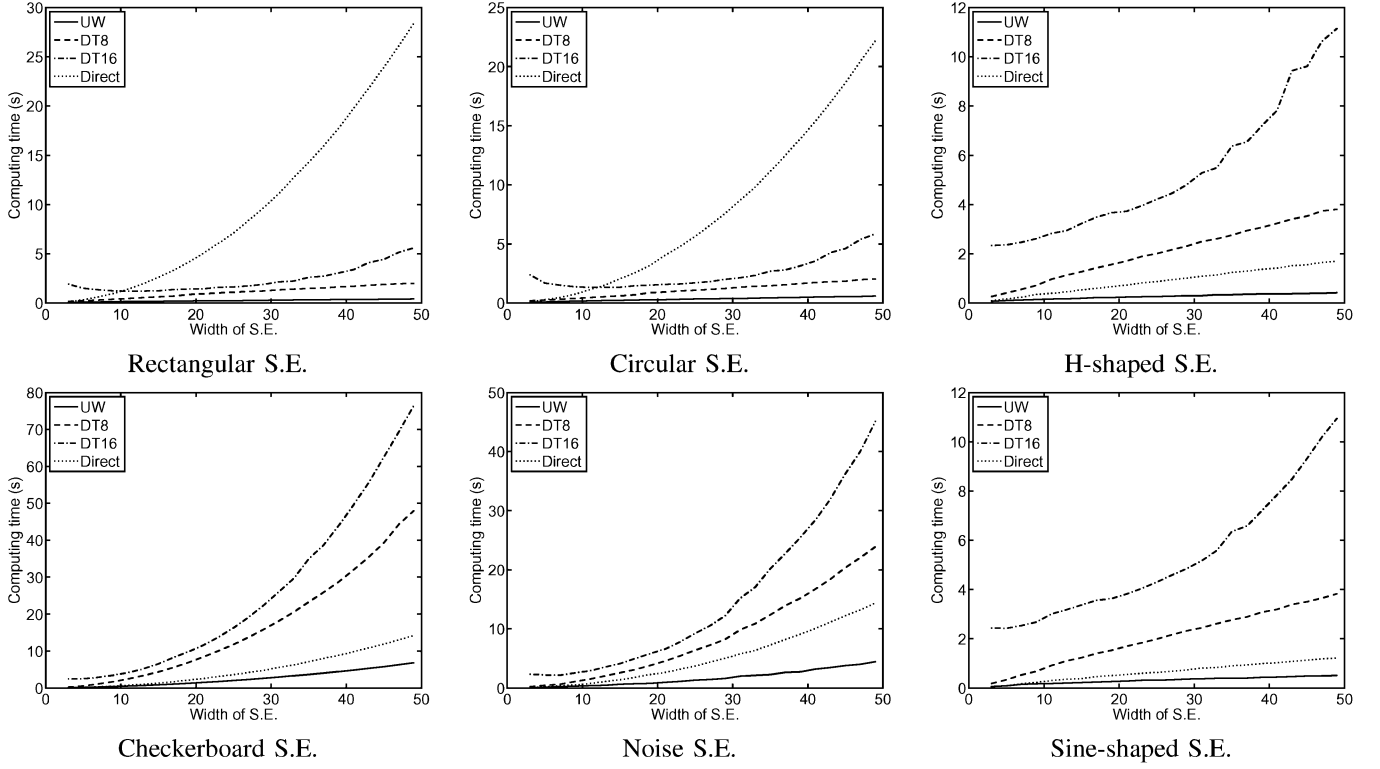 30
25
20
15
10
5
0
Computing time (s)
UW
DT8
DT16
Direct
0 10 20 30 40 50
Width of S.E.
Rectangular S.E.
25
20
15
10
5
0
Computing time (s)
UW
DT8
DT16
Direct
0 10 20 30 40 50
Width of S.E.
Circular S.E.
12
10
8
6
4
2
0
Computing time (s)
UW
DT8
DT16
Direct
0 10 20 30 40 50
Width of S.E.
H-shaped S.E.
80
70
60
50
40
30
20
10
0
Computing time (s)
UW
DT8
DT16
Direct
0 10 20 30 40 50
Width of S.E.
Checkerboard S.E.
50
40
30
20
10
0
Computing time (s)
UW
DT8
DT16
Direct
0 10 20 30 40 50
Width of S.E.
Noise S.E.
12
10
8
6
4
2
0
Computing time (s)
UW
DT8
DT16
Direct
0 10 20 30 40 50
Width of S.E.
Sine-shaped S.E.